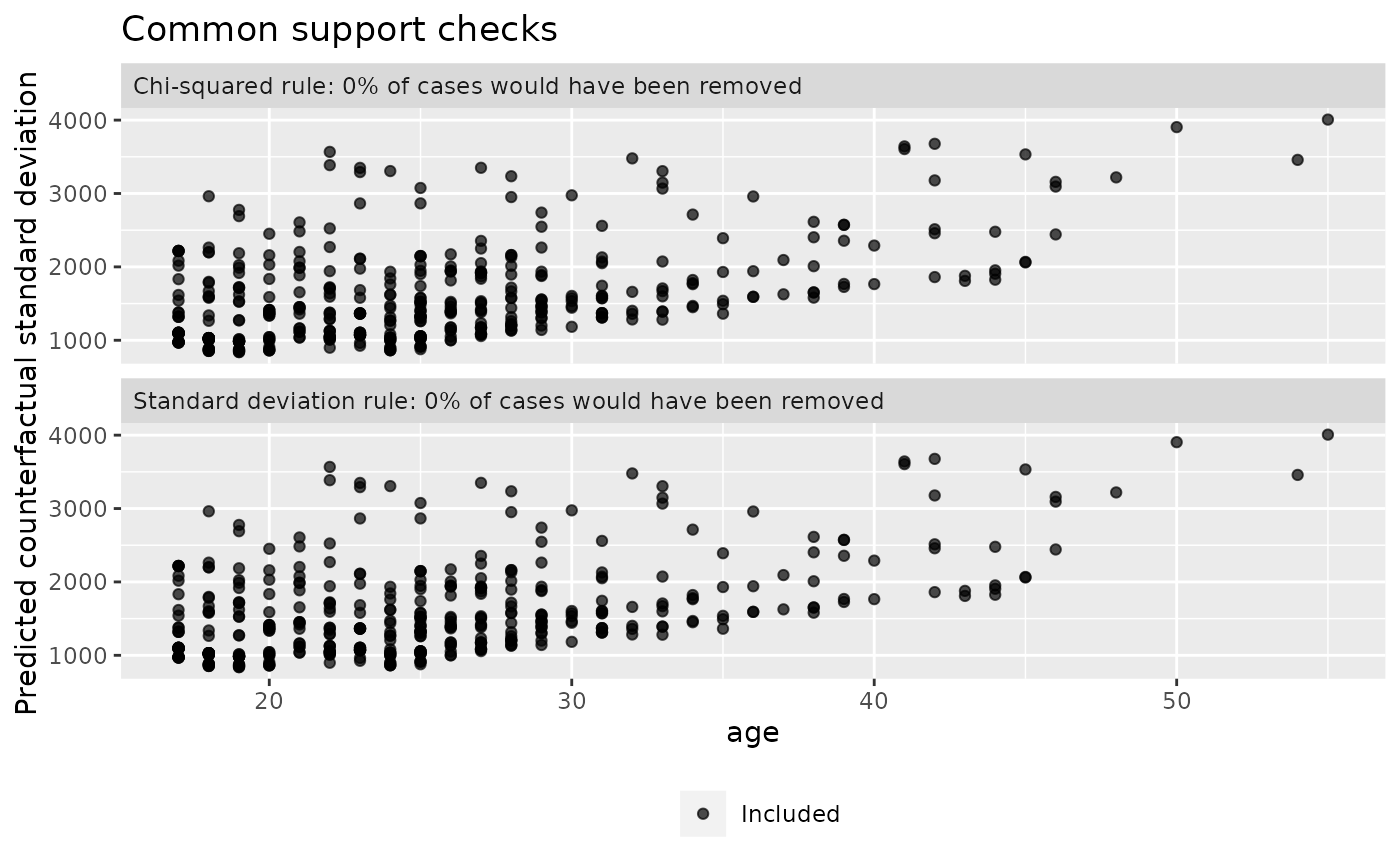 Common support checks
Predicted counterfactual standard deviation
Chi-squared rule: 0% of cases would have been removed
4000
3000
2000
1000
Standard deviation rule: 0% of cases would have been removed
4000
3000
2000
1000
20 30 40 50
age
Included